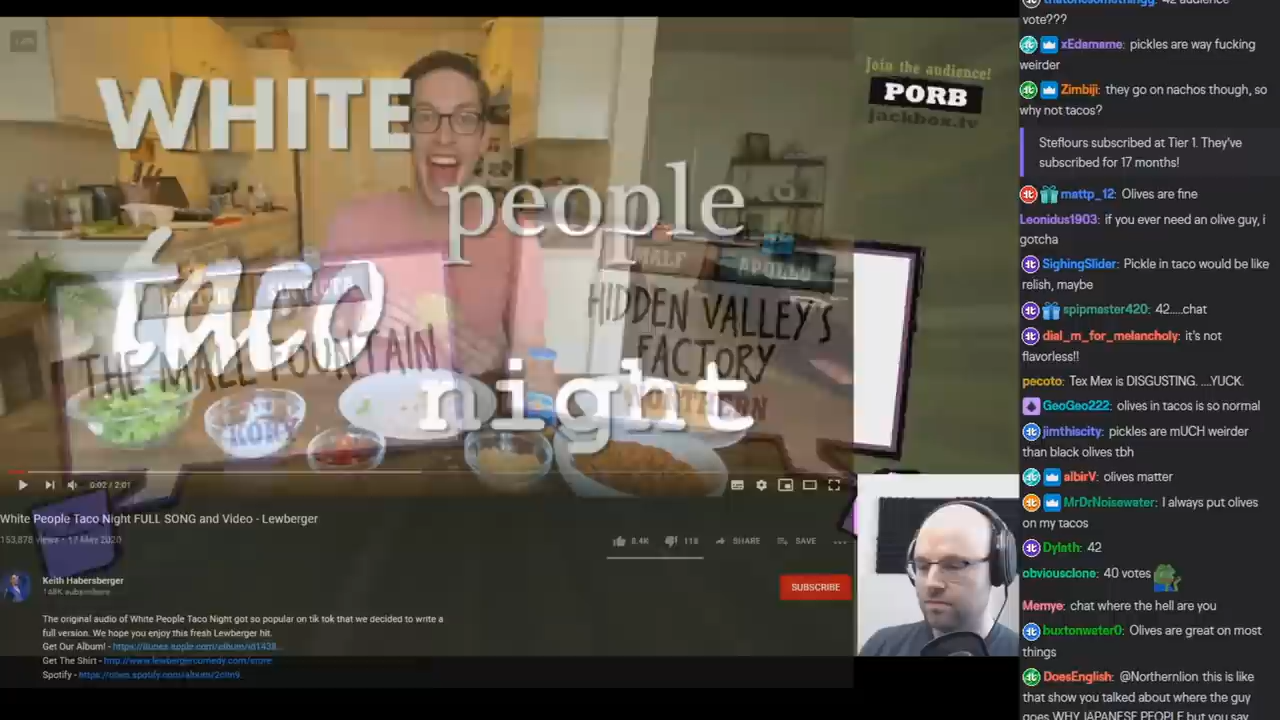 WHITE
people
taco
night
Join the audience!
PORB
jackbox.tv
HALF
APOLLO
THE MALL FOUNTAIN
HIDDEN VALLEY'S
FACTORY
RORY
0:02 / 2:01
White People Taco Night FULL SONG and Video - Lewberger
153,878 views • 17 May 2020
8.4K
118
SHARE
SAVE
Keith Habersberger
148K subscribers
SUBSCRIBE
The original audio of White People Taco Night got so popular on tik tok that we decided to write a
full version. We hope you enjoy this fresh Lewberger hit.
Get Our Album! -
Get The Shirt -
Spotify -
42 audience
vote???
xEdamame: pickles are way fucking
weirder
Zimbiji: they go on nachos though, so
why not tacos?
Steflours subscribed at Tier 1. They've
subscribed for 17 months!
mattp_12: Olives are fine
Leonidus1903: if you ever need an olive guy, i
gotcha
SighingSlider: Pickle in taco would be like
relish, maybe
spipmaster420: 42....chat
dial_m_for_melancholy: it's not
flavorless!!
pecoto: Tex Mex is DISGUSTING. ....YUCK.
GeoGeo222: olives in tacos is so normal
jimthiscity: pickles are mUCH weirder
than black olives tbh
albirV: olives matter
MrDrNoisewater: I always put olives
on my tacos
Dylath: 42
obviousclone: 40 votes
Memye: chat where the hell are you
buxtonwater0: Olives are great on most
things
DoesEnglish: @Northernlion this is like
that show you talked about where the guy
goes WHY JAPANESE PEOPLE but you say